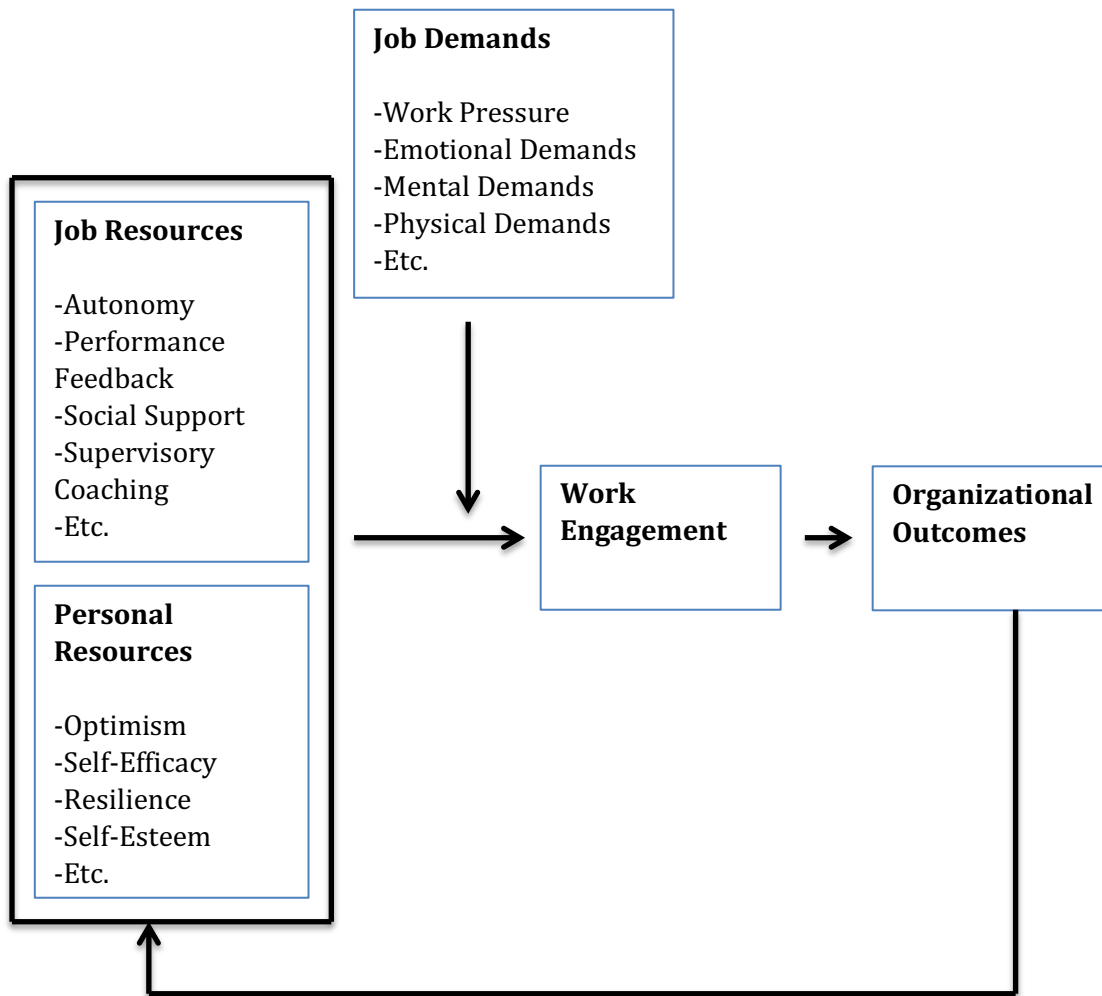 Job Demands
-Work Pressure
-Emotional Demands
-Mental Demands
-Physical Demands
-Etc.
Job Resources
-Autonomy
-Performance
Feedback
-Social Support
-Supervisory
Coaching
-Etc.
Personal
Resources
-Optimism
-Self-Efficacy
-Resilience
-Self-Esteem
-Etc.
Work
Engagement
Organizational
Outcomes